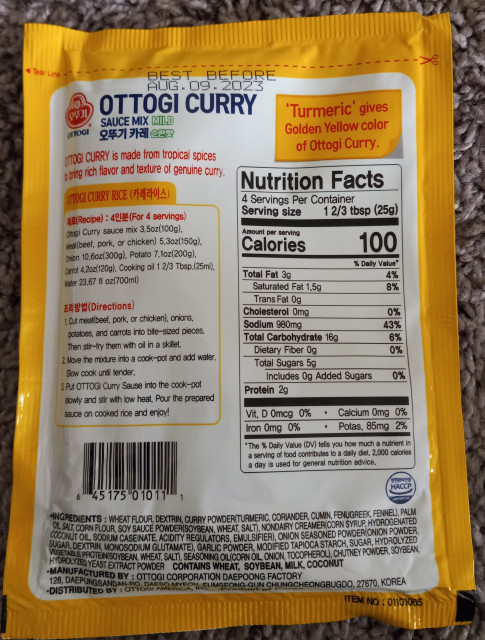 Tear Line
BEST BEFORE
AUG.09.2023
OTTOGI
OTTOGI CURRY
SAUCE MIX MILD
오뚜기 카레 순한맛
'Turmeric' gives
Golden Yellow color
of Ottogi Curry.
OTTOGI CURRY is made from tropical spices
to bring rich flavor and texture of genuine curry.
OTTOGI CURRY RICE (카레라이스)
재료(Recipe) : 4인분(For 4 servings)
Ottogi Curry sauce mix 3,5oz(100g),
Meat(beef, pork, or chicken) 5,3oz(150g),
Onion 10,6oz(300g), Potato 7,1oz(200g),
Carrot 4,2oz(120g), Cooking oil 1 2/3 Tbsp,(25ml),
Water 23,67 fl oz(700ml)
조리방법(Directions)
1. Cut meat(beef, pork, or chicken), onions,
potatoes, and carrots into bite-sized pieces.
Then stir-fry them with oil in a skillet.
2. Move the mixture into a cook-pot and add water.
Slow cook until tender,
3. Put OTTOGI Curry Sause into the cook-pot
slowly and stir with low heat, Pour the prepared
sauce on cooked rice and enjoy!
Nutrition Facts
4 Servings Per Container
Serving size 1 2/3 tbsp (25g)
Amount per serving
Calories 100
% Daily Value*
Total Fat 3g 4%
Saturated Fat 1,5g 8%
Trans Fat 0g
Cholesterol 0mg 0%
Sodium 980mg 43%
Total Carbohydrate 16g 6%
Dietary Fiber 0g 0%
Total Sugars 5g
Includes 0g Added Sugars 0%
Protein 2g
Vit, D 0mcg 0% • Calcium 0mg 0%
Iron 0mg 0% • Potas, 85mg 2%
*The % Daily Value (DV) tells you how much a nutrient in
a serving of food contributes to a daily diet, 2,000 calories
a day is used for general nutrition advice,
HACCP
6 45175 01011 1
•INGREDIENTS : WHEAT FLOUR, DEXTRIN, CURRY POWDER(TURMERIC, CORIANDER, CUMIN, FENUGREEK, FENNEL), PALM
OIL, SALT, CORN FLOUR, SOY SAUCE POWDER(SOYBEAN, WHEAT, SALT), NONDAIRY CREAMER(CORN SYRUP, HYDROGENATED
COCONUT OIL, SODIUM CASEINATE, ACIDITY REGULATORS, EMULSIFIER), ONION SEASONED POWDER(ONION POWDER,
SUGAR, DEXTRIN, MONOSODIUM GLUTAMATE), GARLIC POWDER, MODIFIED TAPIOCA STARCH, SUGAR, HYDROLYZED
VEGETABLE PROTEIN(SOYBEAN, WHEAT, SALT), SEASONING OIL(CORN OIL, ONION, TOCOPHEROL), CHUTNEY POWDER, SOYBEAN,
HYDROLYZED YEAST EXTRACT POWDER CONTAINS WHEAT, SOYBEAN, MILK, COCONUT
•MANUFACTURED BY : OTTOGI CORPORATION DAEPOONG FACTORY
128, DAEPUNGSANDAN-RO, DAESO-MYEON, EUMSEONG-GUN CHUNGCHEONGBUGDO, 27670, KOREA
•DISTRIBUTED BY : OTTOGI AMERICA, INC.
ITEM NO : 01101065